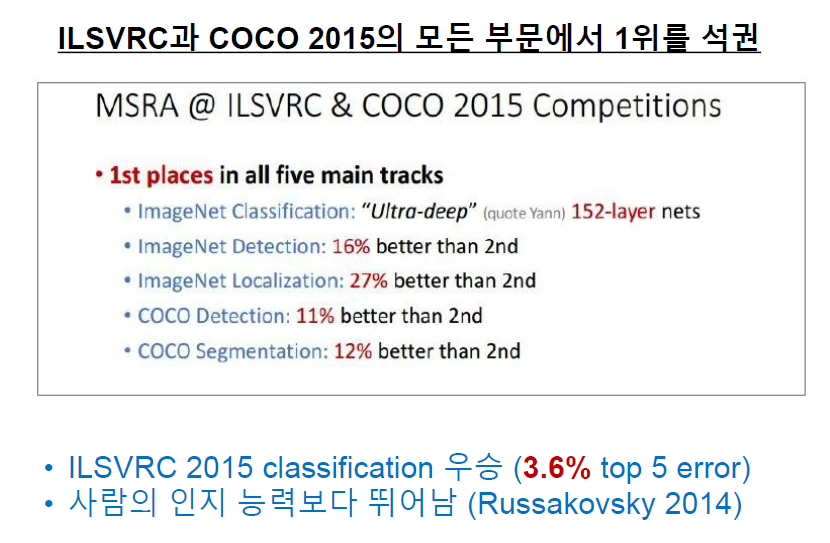 ILSVRC과 COCO 2015의 모든 부문에서 1위를 석권
MSRA @ ILSVRC & COCO 2015 Competitions
• 1st places in all five main tracks
• ImageNet Classification: “Ultra-deep” (quote Yann) 152-layer nets
• ImageNet Detection: 16% better than 2nd
• ImageNet Localization: 27% better than 2nd
• COCO Detection: 11% better than 2nd
• COCO Segmentation: 12% better than 2nd
• ILSVRC 2015 classification 우승 (3.6% top 5 error)
• 사람의 인지 능력보다 뛰어남 (Russakovsky 2014)